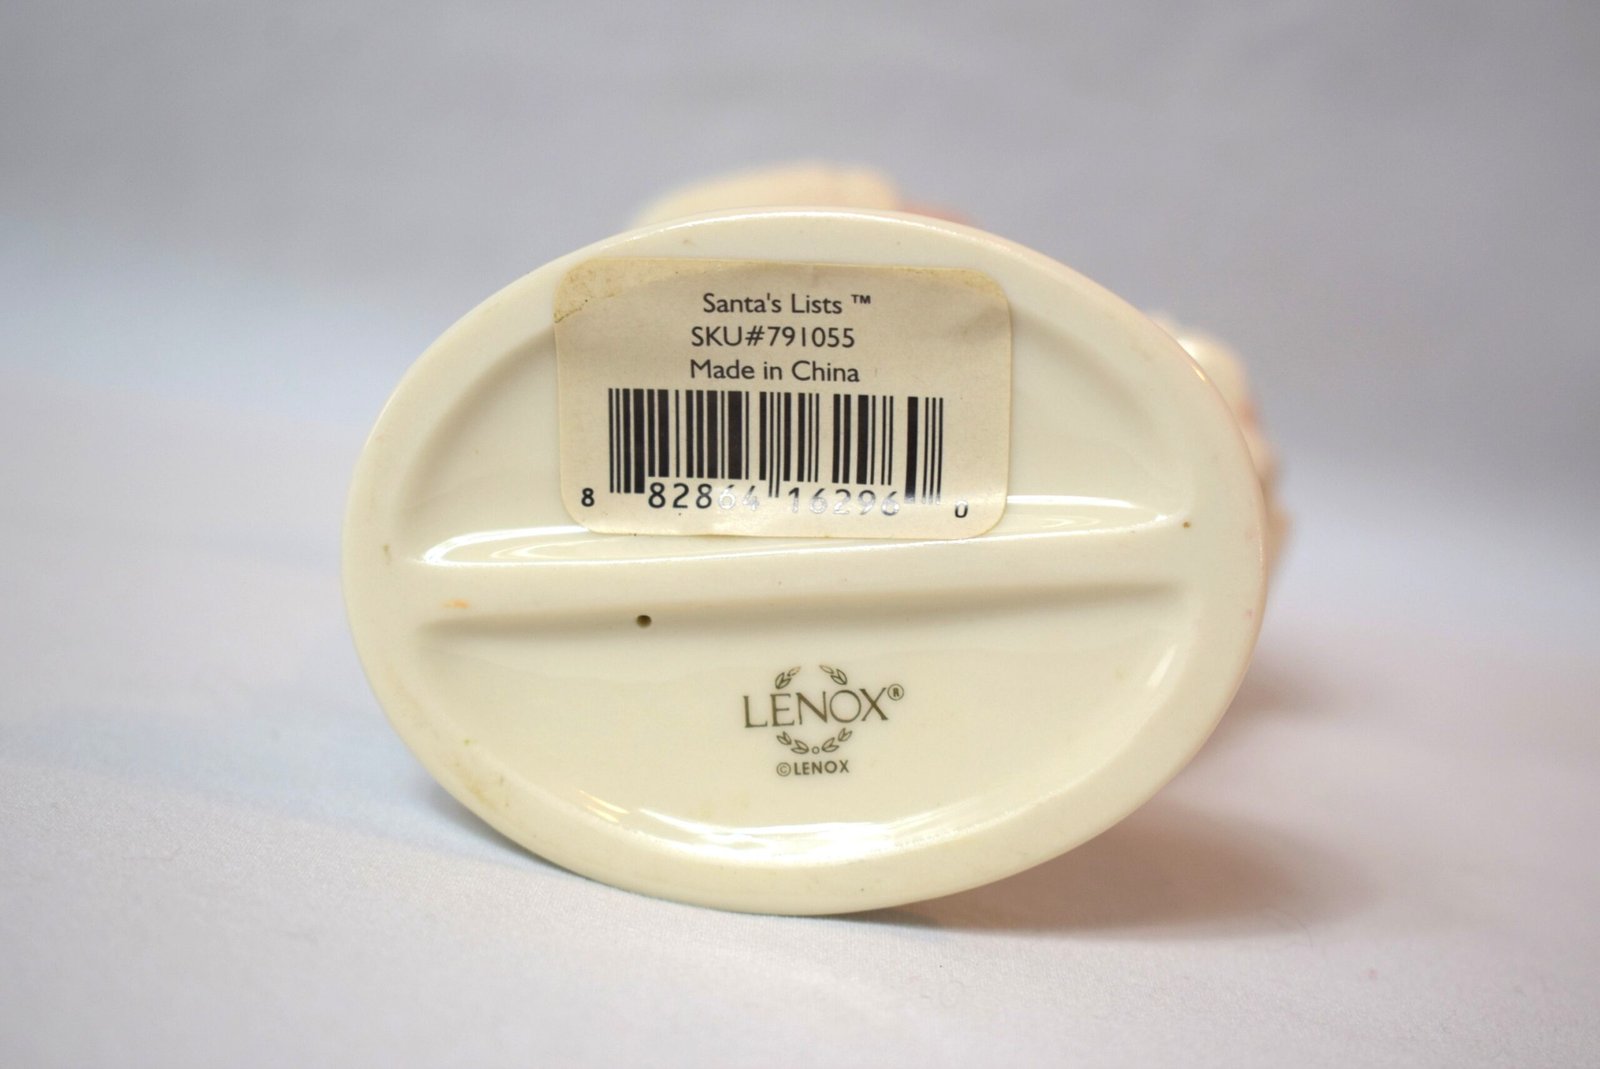 Santa's Lists ™
SKU#791055
Made in China
8 82864 16296 0
LENOX®
©LENOX